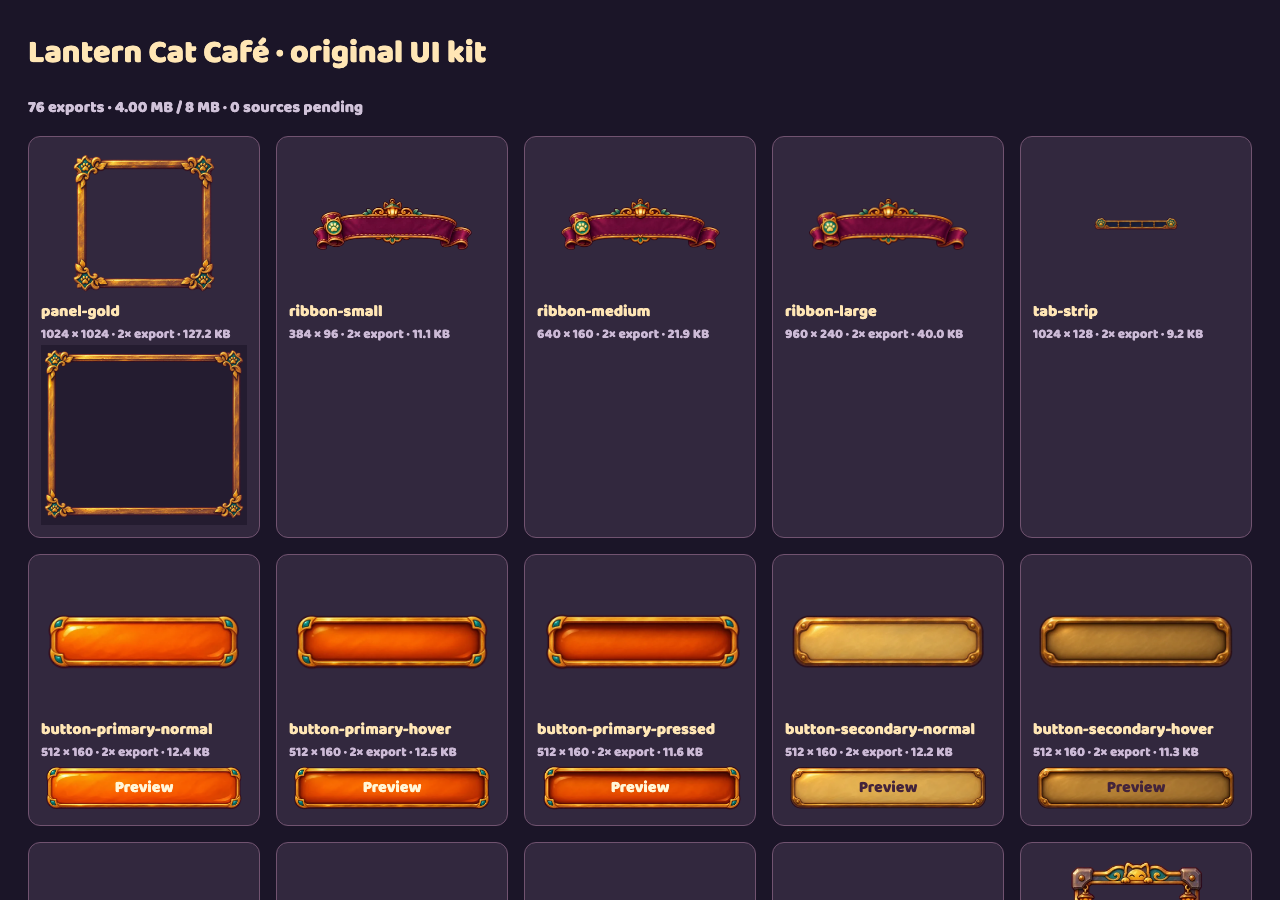 Lantern Cat Café · original UI kit
76 exports · 4.00 MB / 8 MB · 0 sources pending
panel-gold
1024 × 1024 · 2× export · 127.2 KB
ribbon-small
384 × 96 · 2× export · 11.1 KB
ribbon-medium
640 × 160 · 2× export · 21.9 KB
ribbon-large
960 × 240 · 2× export · 40.0 KB
tab-strip
1024 × 128 · 2× export · 9.2 KB
button-primary-normal
512 × 160 · 2× export · 12.4 KB
Preview
button-primary-hover
512 × 160 · 2× export · 12.5 KB
Preview
button-primary-pressed
512 × 160 · 2× export · 11.6 KB
Preview
button-secondary-normal
512 × 160 · 2× export · 12.2 KB
Preview
button-secondary-hover
512 × 160 · 2× export · 11.3 KB
Preview